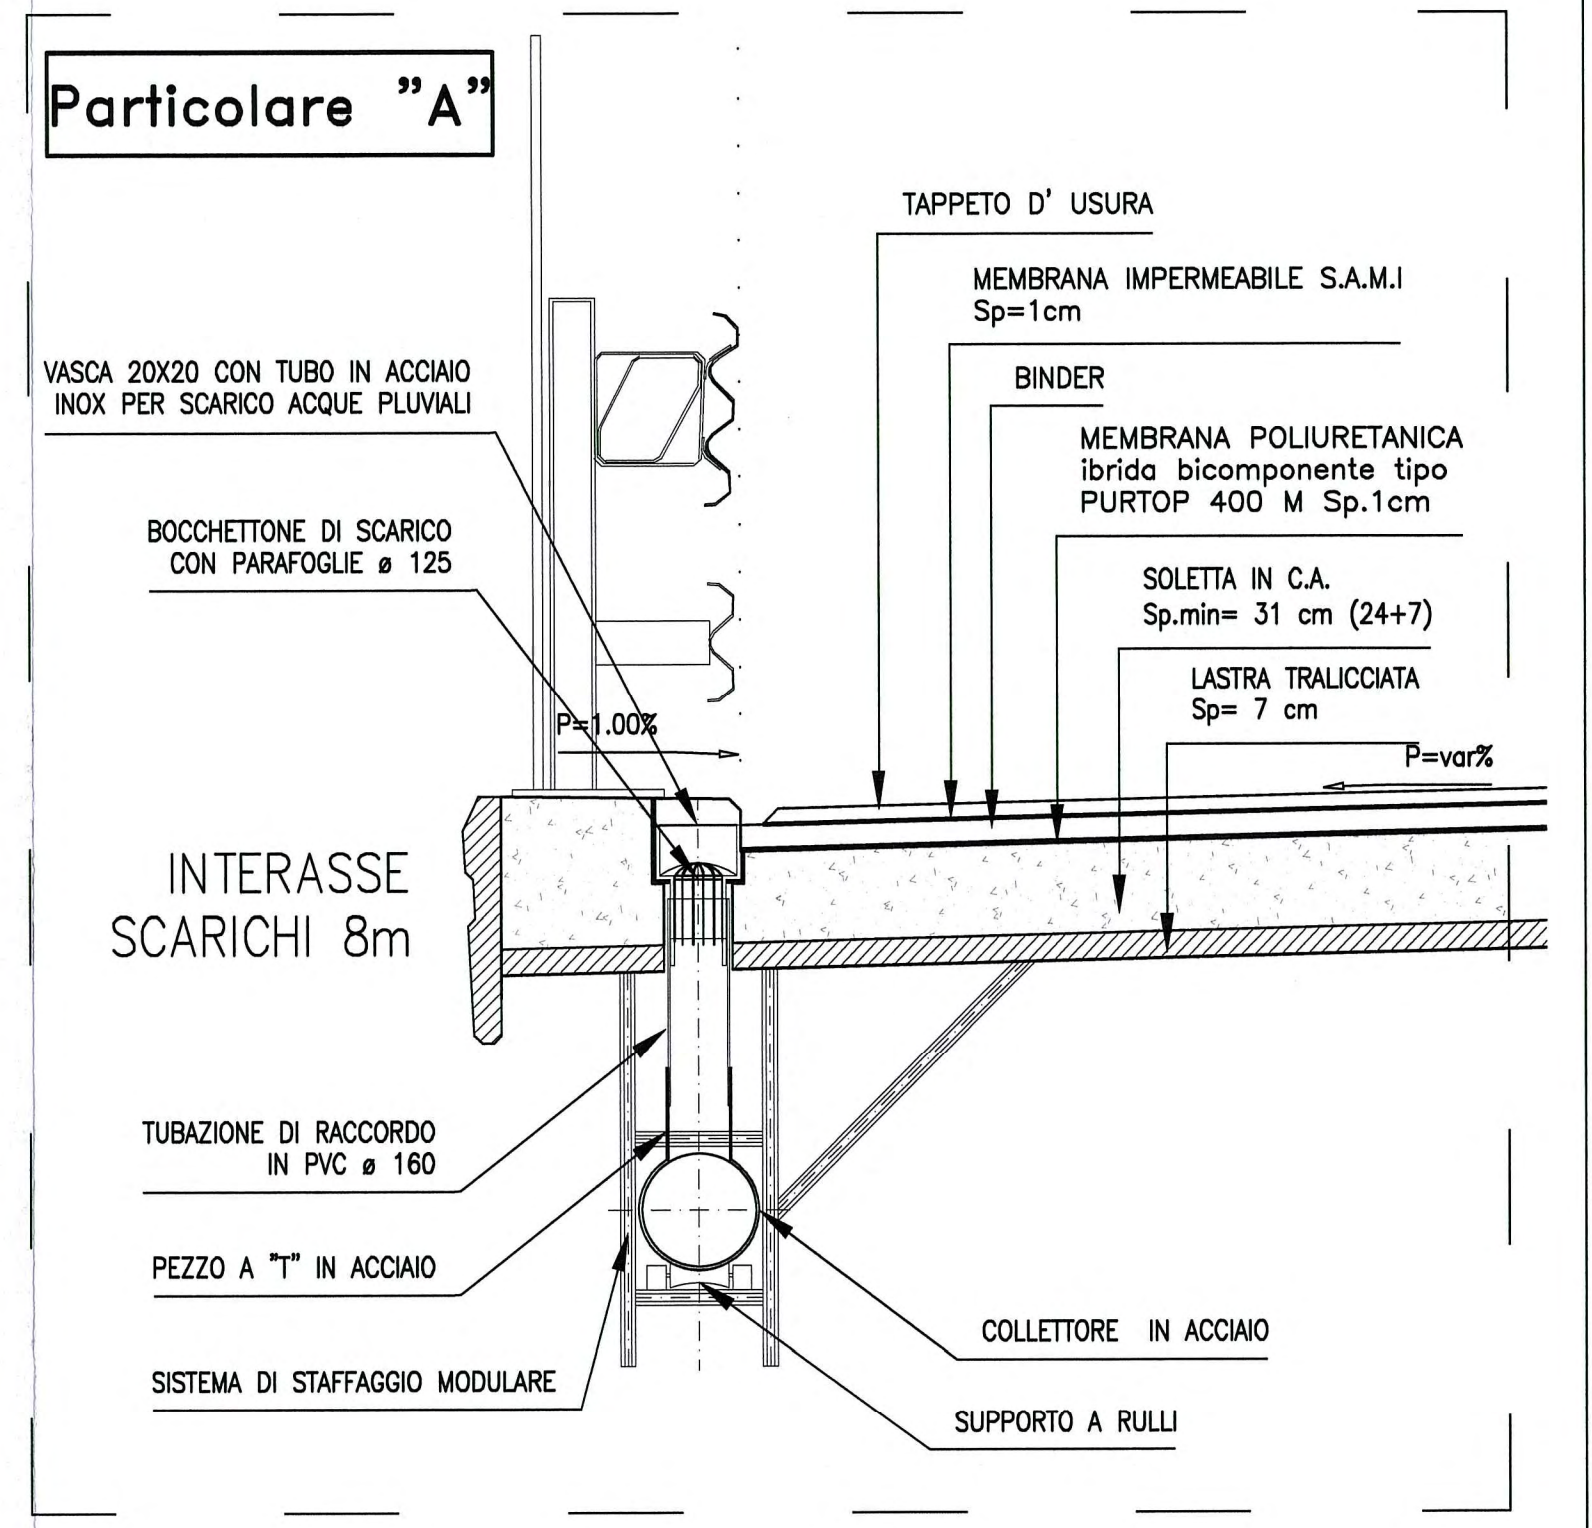 Particolare "A"
TAPPETO D' USURA
MEMBRANA IMPERMEABILE S.A.M.I
Sp=1cm
BINDER
MEMBRANA POLIURETANICA
ibrida bicomponente tipo
PURTOP 400 M Sp.1cm
SOLETTA IN C.A.
Sp.min= 31 cm (24+7)
LASTRA TRALICCIATA
Sp= 7 cm
P=var%
VASCA 20X20 CON TUBO IN ACCIAIO
INOX PER SCARICO ACQUE PLUVIALI
BOCCHETTONE DI SCARICO
CON PARAFOGLIE ø 125
P=1.00%
INTERASSE
SCARICHI 8m
TUBAZIONE DI RACCORDO
IN PVC ø 160
PEZZO A "T" IN ACCIAIO
SISTEMA DI STAFFAGGIO MODULARE
COLLETTORE IN ACCIAIO
SUPPORTO A RULLI